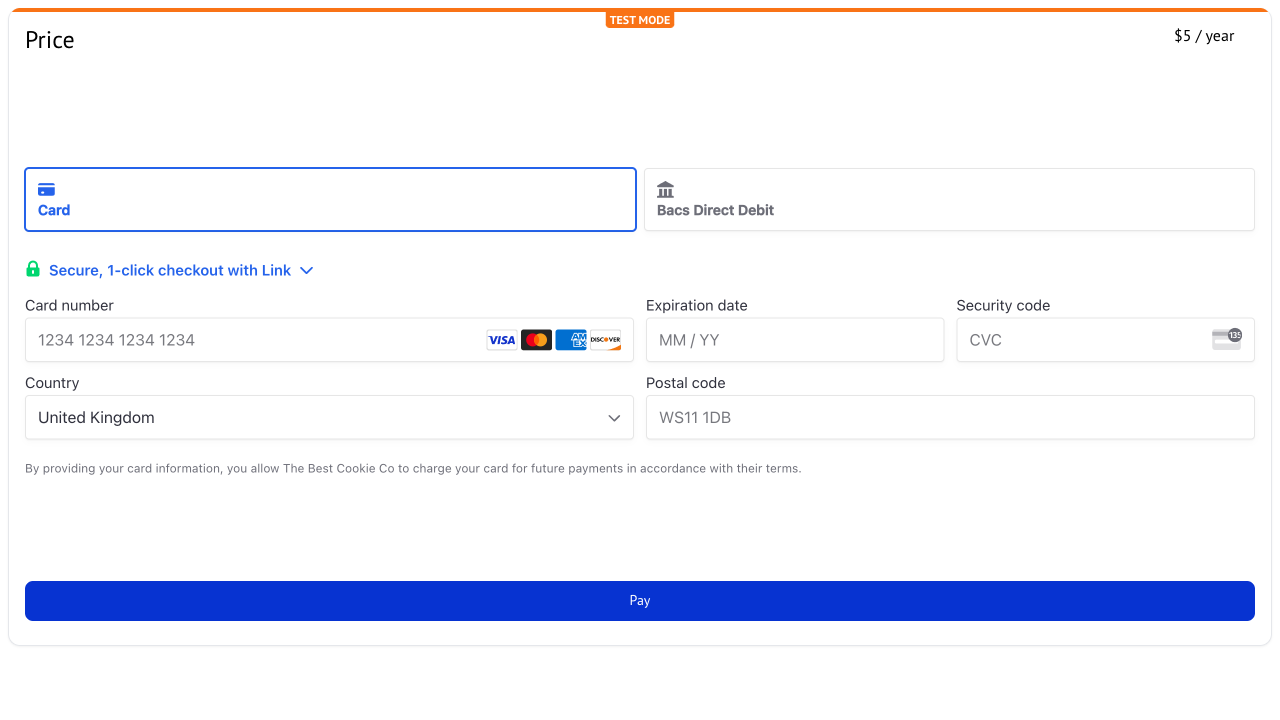 TEST MODE
Price
$5 / year
Card
Bacs Direct Debit
Secure, 1-click checkout with Link
Card number
Expiration date
Security code
1234 1234 1234 1234
VISA
AM EX
DISCOVER
MM / YY
CVC
135
Country
Postal code
United Kingdom
WS11 1DB
By providing your card information, you allow The Best Cookie Co to charge your card for future payments in accordance with their terms.
Pay